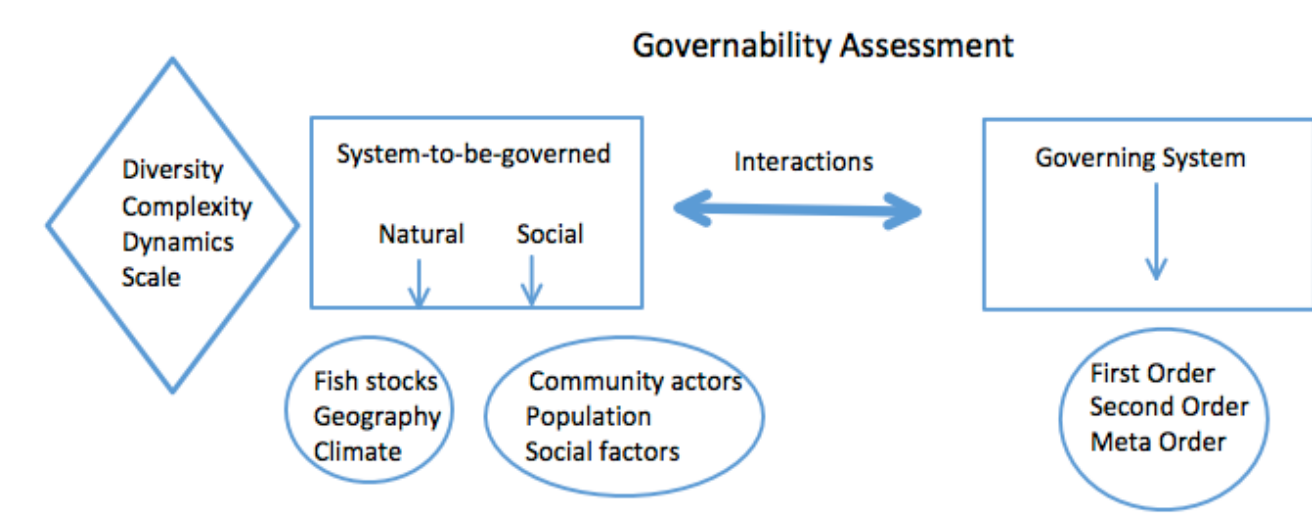 Governability Assessment
Diversity
Complexity
Dynamics
Scale
System-to-be-governed
Natural Social
Fish stocks
Geography
Climate
Community actors
Population
Social factors
Interactions
Governing System
First Order
Second Order
Meta Order